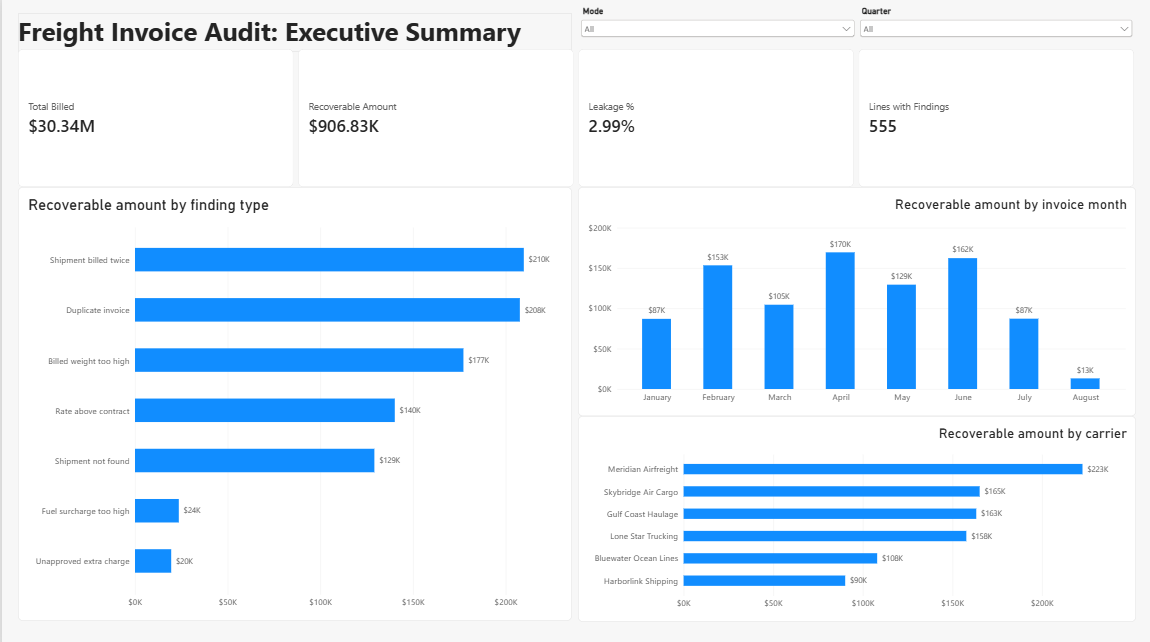 Freight Invoice Audit: Executive Summary
Mode
All
Quarter
All
Total Billed
$30.34M
Recoverable Amount
$906.83K
Leakage %
2.99%
Lines with Findings
555
Recoverable amount by finding type
Shipment billed twice
$210K
Duplicate invoice
$208K
Billed weight too high
$177K
Rate above contract
$140K
Shipment not found
$129K
Fuel surcharge too high
$24K
Unapproved extra charge
$20K
$0K $50K $100K $150K $200K
Recoverable amount by invoice month
$200K
$150K
$100K
$50K
$0K
$87K
$153K
$105K
$170K
$129K
$162K
$87K
$13K
January February March April May June July August
Recoverable amount by carrier
Meridian Airfreight
$223K
Skybridge Air Cargo
$165K
Gulf Coast Haulage
$163K
Lone Star Trucking
$158K
Bluewater Ocean Lines
$108K
Harborlink Shipping
$90K
$0K $50K $100K $150K $200K